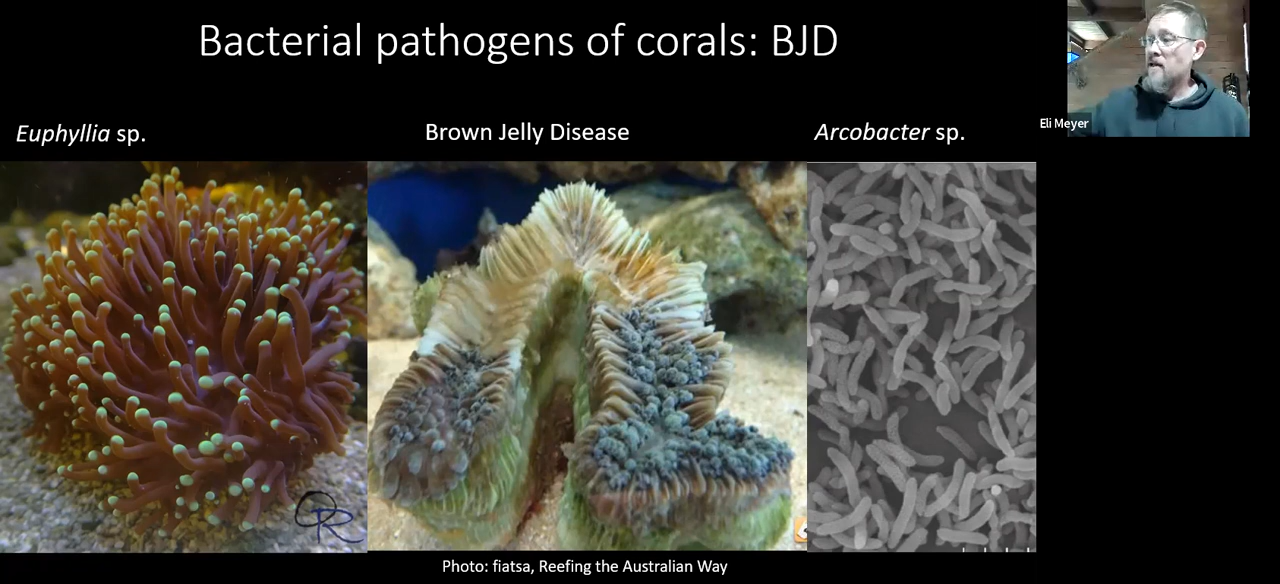 Bacterial pathogens of corals: BJD
Eli Meyer
Euphyllia sp.
Brown Jelly Disease
Arcobacter sp.
OR
Photo: fiatsa, Reefing the Australian Way